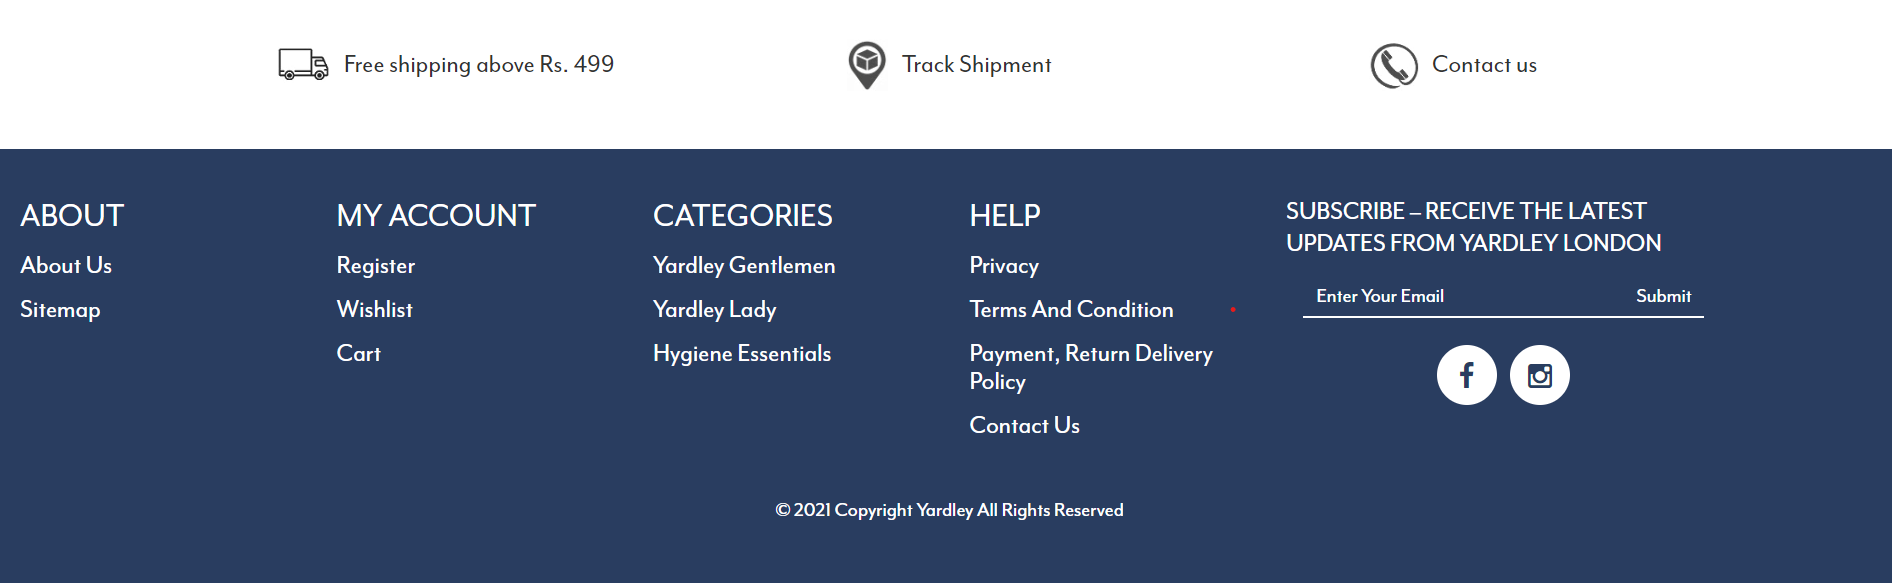 Free shipping above Rs. 499
Track Shipment
Contact us
ABOUT
About Us
Sitemap
MY ACCOUNT
Register
Wishlist
Cart
CATEGORIES
Yardley Gentlemen
Yardley Lady
Hygiene Essentials
HELP
Privacy
Terms And Condition
Payment, Return Delivery
Policy
Contact Us
SUBSCRIBE – RECEIVE THE LATEST
UPDATES FROM YARDLEY LONDON
Enter Your Email
Submit
© 2021 Copyright Yardley All Rights Reserved